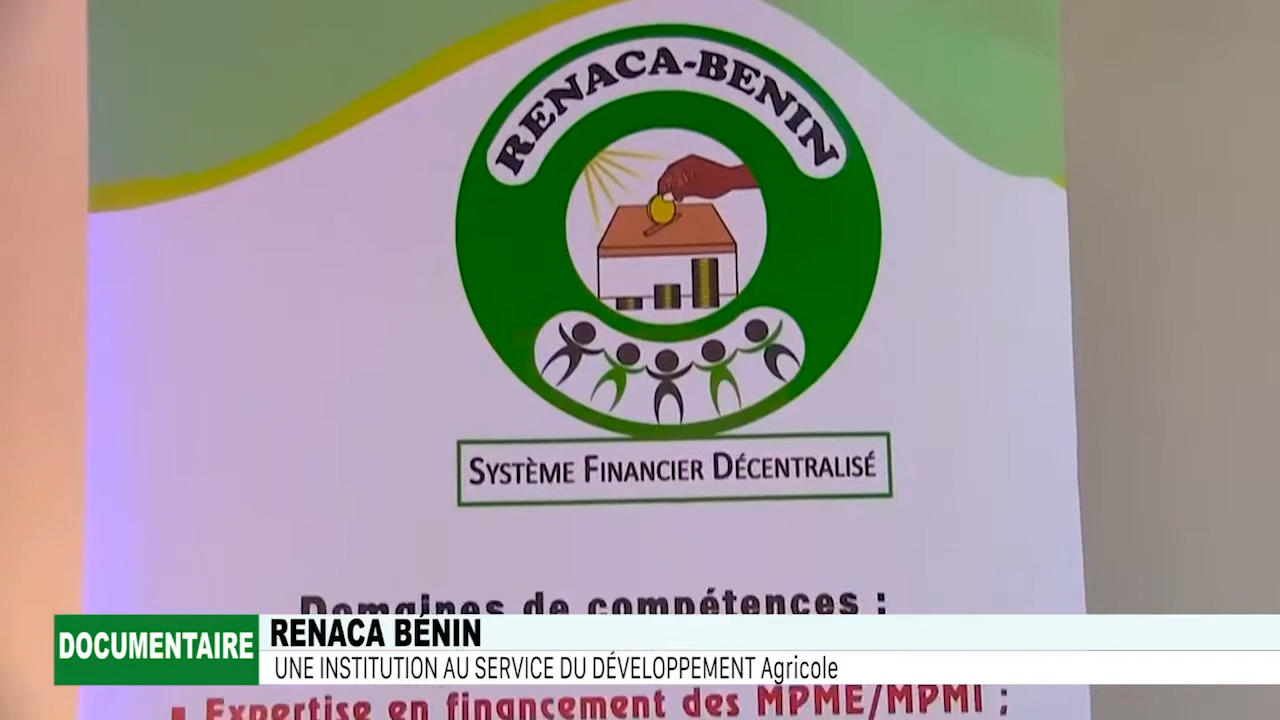 RENACA-BENIN
SYSTÈME FINANCIER DÉCENTRALISÉ
Domaines de compétences :
DOCUMENTAIRE
RENACA BÉNIN
UNE INSTITUTION AU SERVICE DU DÉVELOPPEMENT Agricole
Expertise en financement des MPME/MPMI ;